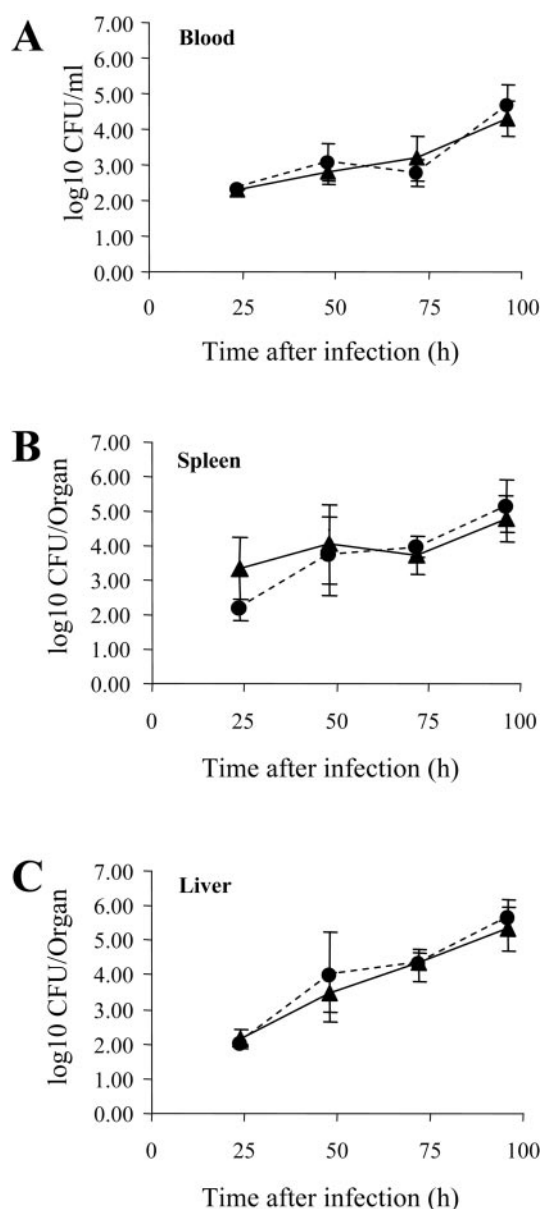 A
Blood
log10 CFU/ml
7.00
6.00
5.00
4.00
3.00
2.00
1.00
0.00
0 25 50 75 100
Time after infection (h)
B
Spleen
log10 CFU/Organ
7.00
6.00
5.00
4.00
3.00
2.00
1.00
0.00
0 25 50 75 100
Time after infection (h)
C
Liver
log10 CFU/Organ
7.00
6.00
5.00
4.00
3.00
2.00
1.00
0.00
0 25 50 75 100
Time after infection (h)